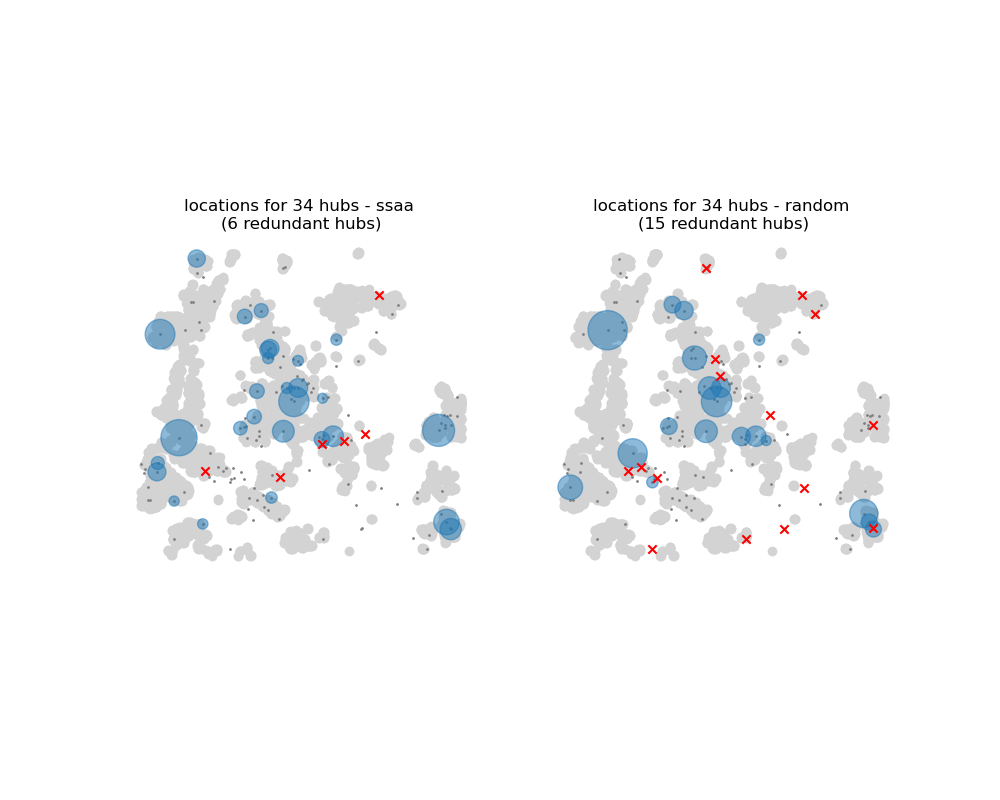 locations for 34 hubs - ssaa
(6 redundant hubs)
locations for 34 hubs - random
(15 redundant hubs)